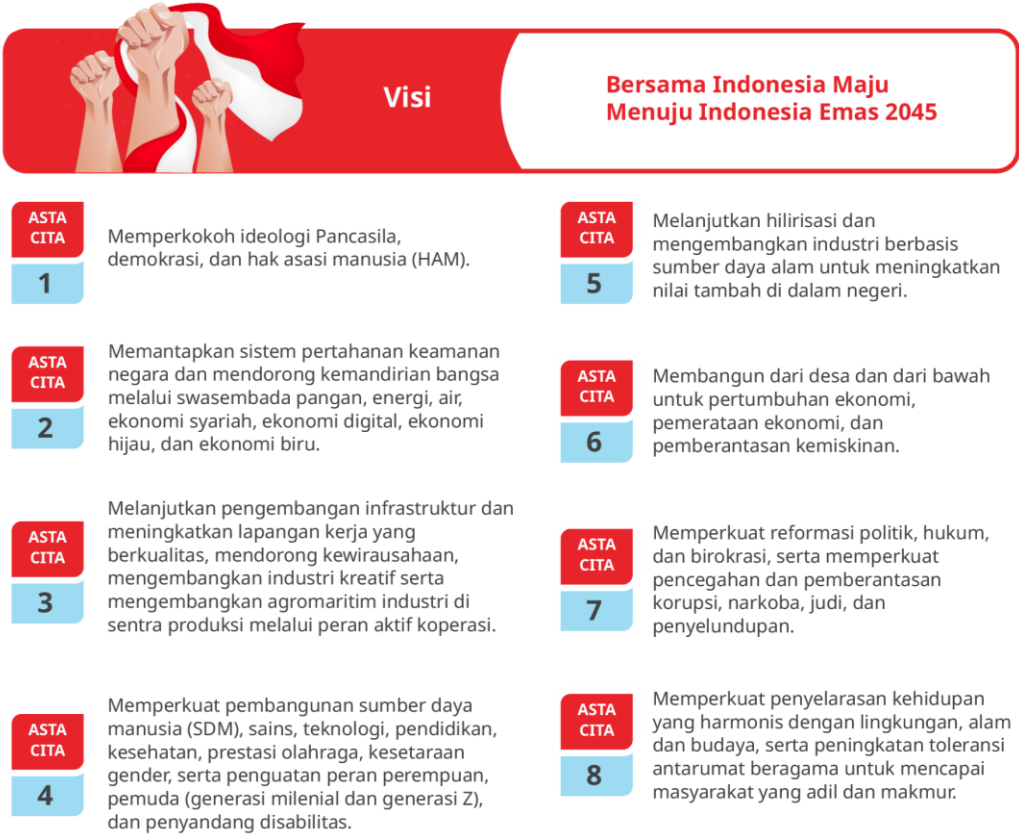 Visi
Bersama Indonesia Maju
Menuju Indonesia Emas 2045
ASTA
CITA
1
Memperkokoh ideologi Pancasila,
demokrasi, dan hak asasi manusia (HAM).
ASTA
CITA
2
Memantapkan sistem pertahanan keamanan
negara dan mendorong kemandirian bangsa
melalui swasembada pangan, energi, air,
ekonomi syariah, ekonomi digital, ekonomi
hijau, dan ekonomi biru.
ASTA
CITA
3
Melanjutkan pengembangan infrastruktur dan
meningkatkan lapangan kerja yang
berkualitas, mendorong kewirausahaan,
mengembangkan industri kreatif serta
mengembangkan agromaritim industri di
sentra produksi melalui peran aktif koperasi.
ASTA
CITA
4
Memperkuat pembangunan sumber daya
manusia (SDM), sains, teknologi, pendidikan,
kesehatan, prestasi olahraga, kesetaraan
gender, serta penguatan peran perempuan,
pemuda (generasi milenial dan generasi Z),
dan penyandang disabilitas.
ASTA
CITA
5
Melanjutkan hilirisasi dan
mengembangkan industri berbasis
sumber daya alam untuk meningkatkan
nilai tambah di dalam negeri.
ASTA
CITA
6
Membangun dari desa dan dari bawah
untuk pertumbuhan ekonomi,
pemerataan ekonomi, dan
pemberantasan kemiskinan.
ASTA
CITA
7
Memperkuat reformasi politik, hukum,
dan birokrasi, serta memperkuat
pencegahan dan pemberantasan
korupsi, narkoba, judi, dan
penyelundupan.
ASTA
CITA
8
Memperkuat penyelarasan kehidupan
yang harmonis dengan lingkungan, alam
dan budaya, serta peningkatan toleransi
antarumat beragama untuk mencapai
masyarakat yang adil dan makmur.